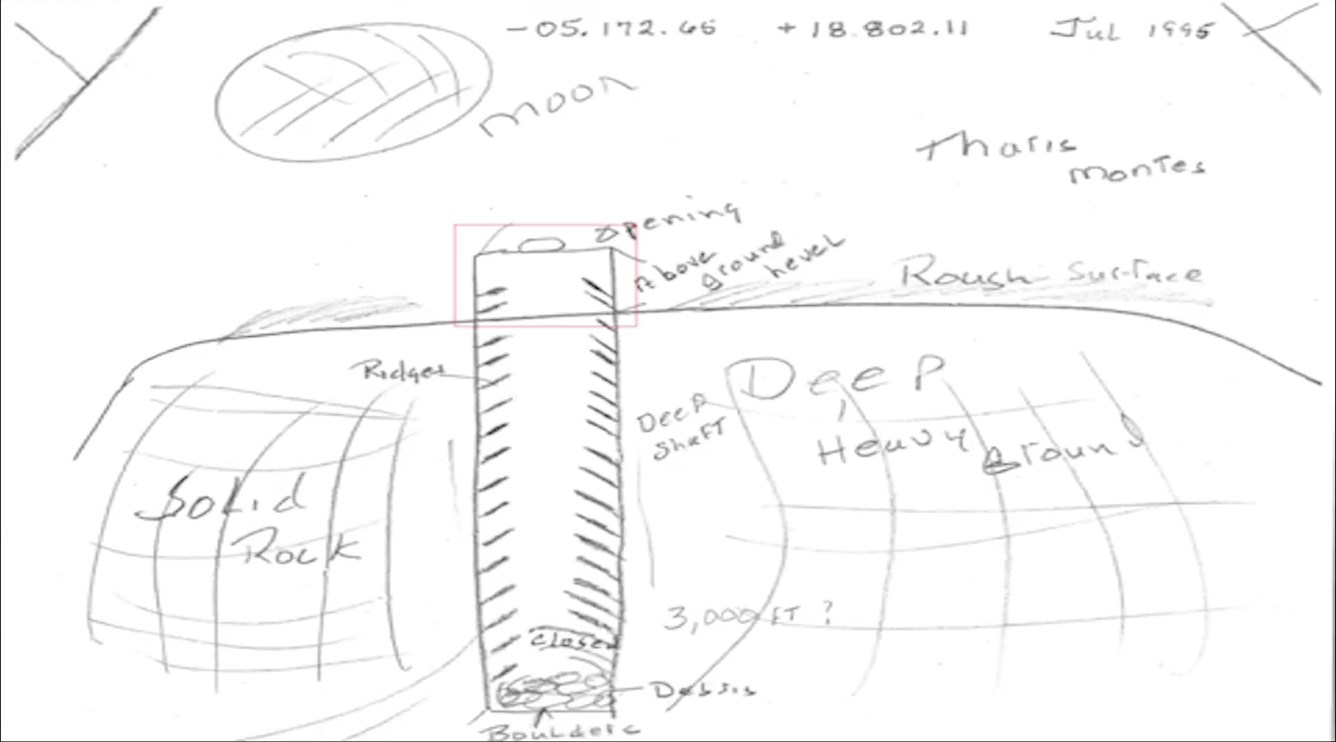 -05.172.65 +18.802.11 Jul 1995
moon
Tharis
Montes
Opening
Above
ground
level
Rough Surface
Ridges
Deep
Shaft
Deep
Heavy Ground
Solid
Rock
3,000 FT ?
Closed
Debris
Boulders